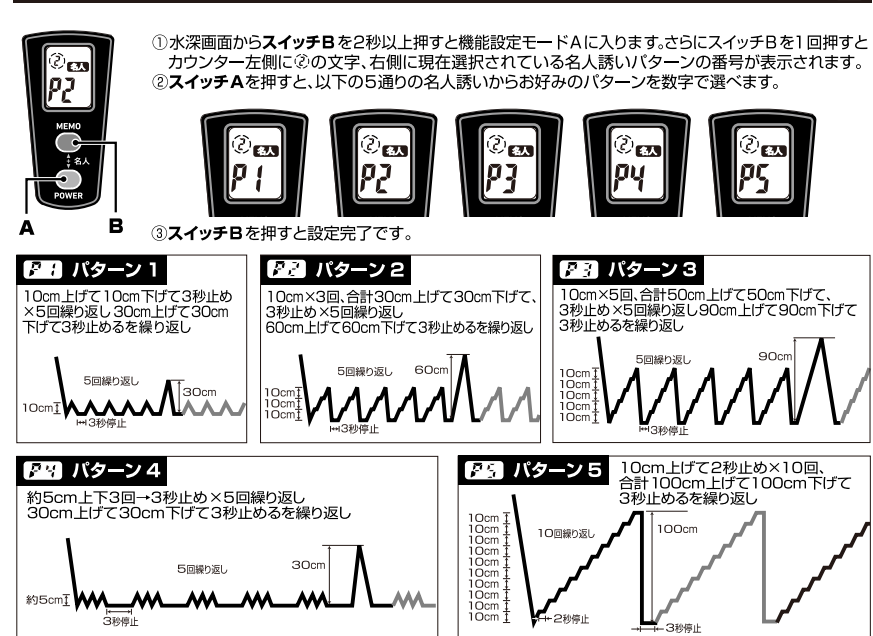 ①水深画面からスイッチBを2秒以上押すと機能設定モードAに入ります。さらにスイッチBを1回押すと
カウンター左側に②の文字、右側に現在選択されている名人誘いパターンの番号が表示されます。
②スイッチAを押すと、以下の5通りの名人誘いからお好みのパターンを数字で選べます。
② 名人
P2
MEMO
名人
POWER
A
B
② 名人
P1
② 名人
P2
② 名人
P3
② 名人
P4
② 名人
P5
③スイッチBを押すと設定完了です。
P1 パターン 1
10cm上げて10cm下げて3秒止め
×5回繰り返し 30cm上げて30cm
下げて3秒止めるを繰り返し
5回繰り返し
30cm
10cm
3秒停止
P2 パターン 2
10cm×3回、合計30cm上げて30cm下げて、
3秒止め×5回繰り返し
60cm上げて60cm下げて3秒止めるを繰り返し
5回繰り返し
60cm
10cm
10cm
10cm
3秒停止
P3 パターン 3
10cm×5回、合計50cm上げて50cm下げて、
3秒止め×5回繰り返し90cm上げて90cm下げて
3秒止めるを繰り返し
5回繰り返し
90cm
10cm
10cm
10cm
10cm
10cm
3秒停止
P4 パターン 4
約5cm上下3回→3秒止め×5回繰り返し
30cm上げて30cm下げて3秒止めるを繰り返し
5回繰り返し
30cm
約5cm
3秒停止
P5 パターン 5
10cm上げて2秒止め×10回、
合計100cm上げて100cm下げて
3秒止めるを繰り返し
10回繰り返し
100cm
10cm
10cm
10cm
10cm
10cm
10cm
10cm
10cm
10cm
10cm
2秒停止
3秒停止